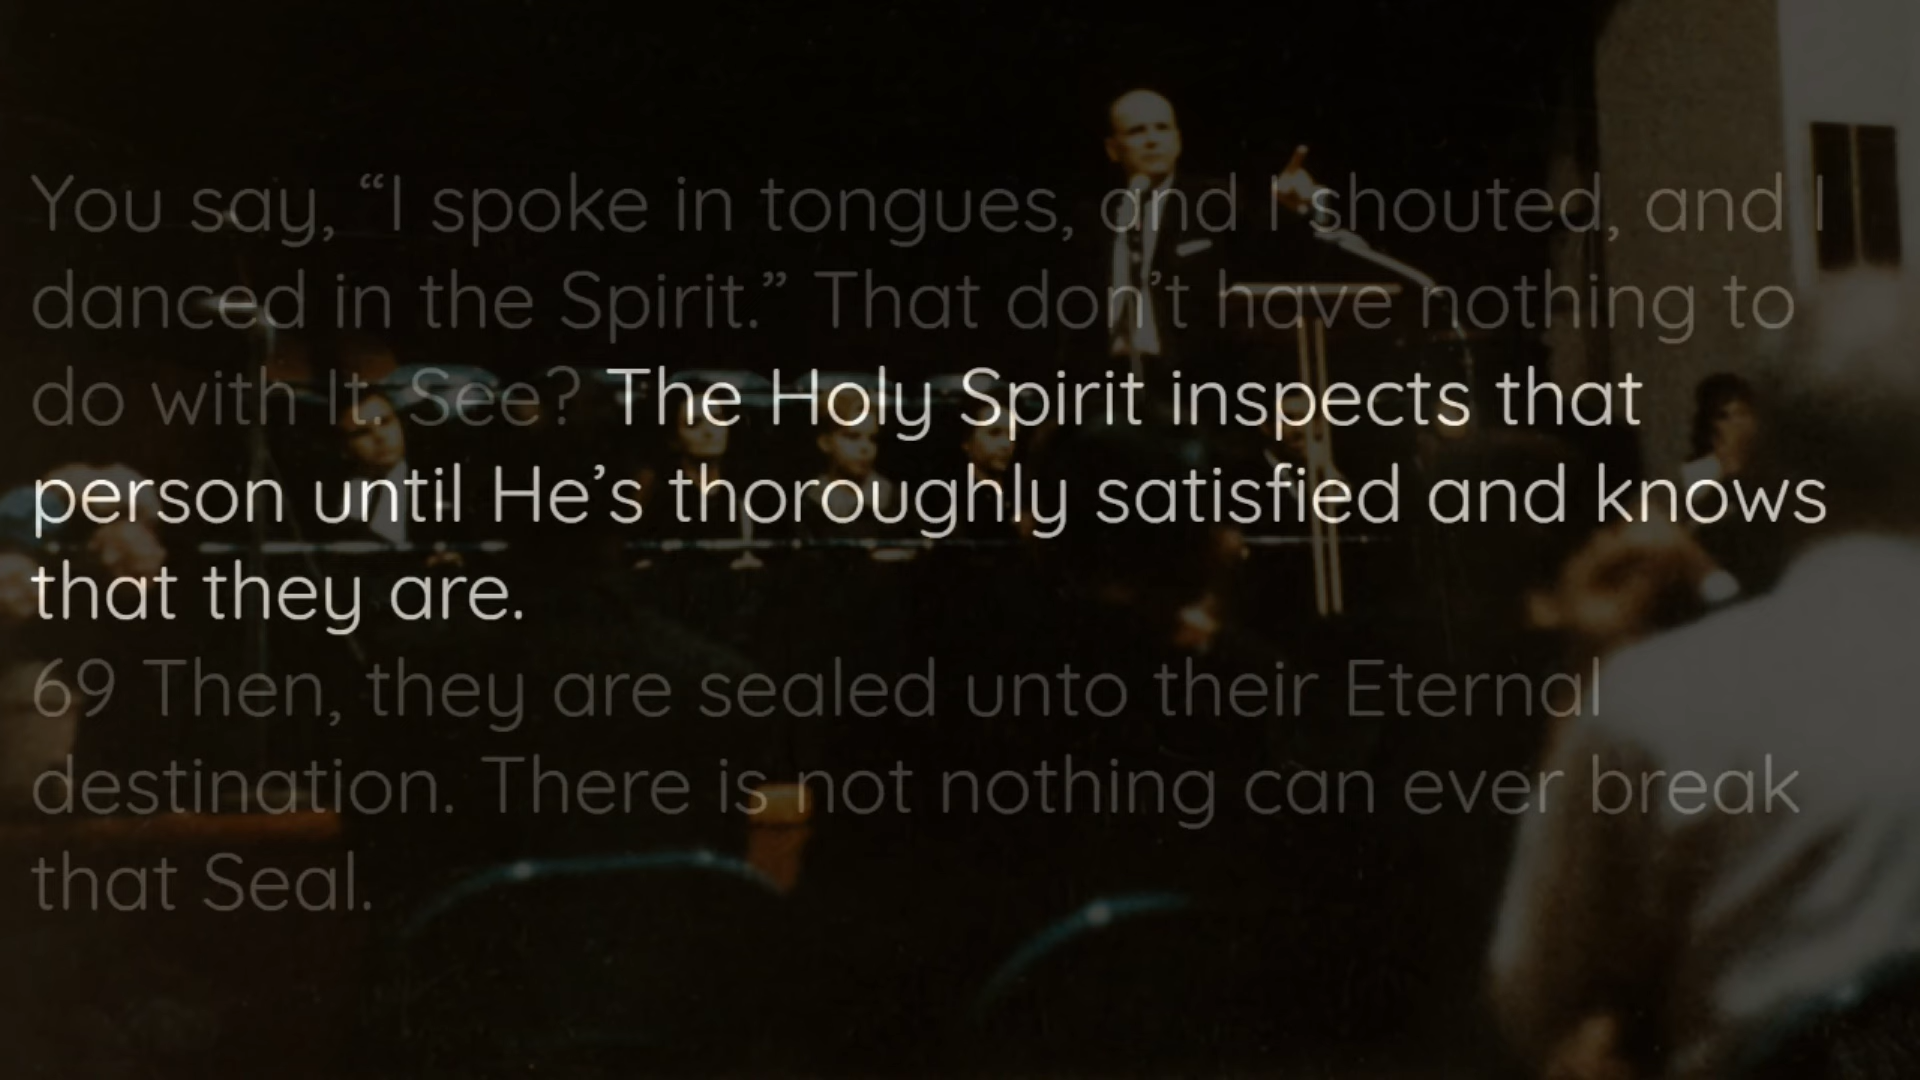 You say, “I spoke in tongues, and I shouted, and I
danced in the Spirit.” That don’t have nothing to
do with It. See? The Holy Spirit inspects that
person until He’s thoroughly satisfied and knows
that they are.
69 Then, they are sealed unto their Eternal
destination. There is not nothing can ever break
that Seal.